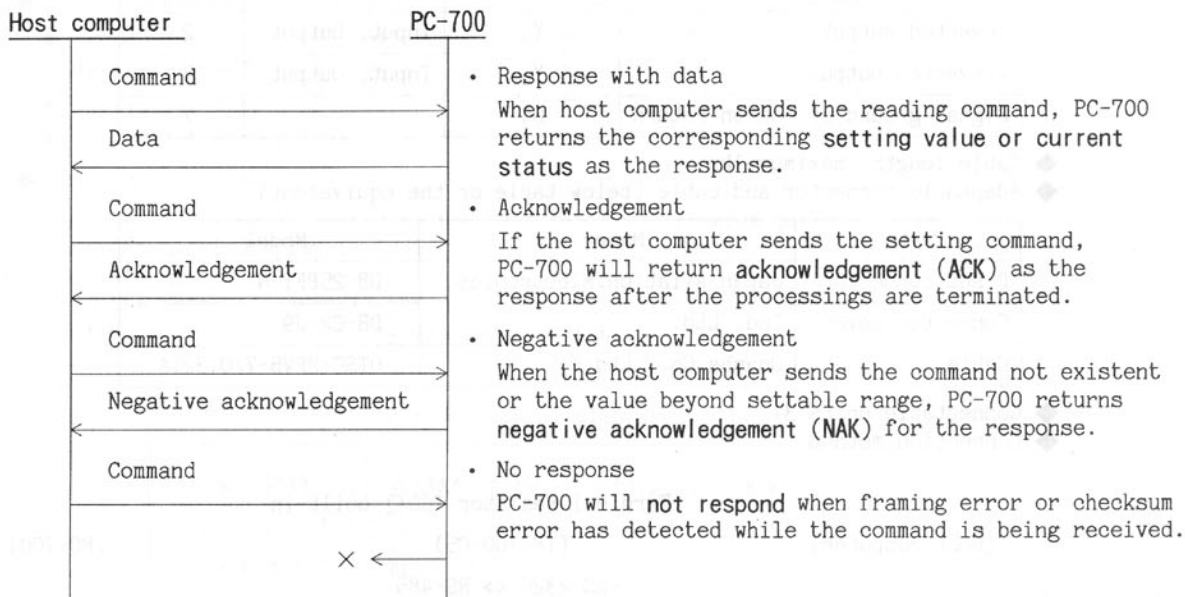 Host computer PC-700
Command
Data
Command
Acknowledgement
Command
Negative acknowledgement
Command
×
• Response with data
When host computer sends the reading command, PC-700
returns the corresponding setting value or current
status as the response.
• Acknowledgement
If the host computer sends the setting command,
PC-700 will return acknowledgement (ACK) as the
response after the processings are terminated.
• Negative acknowledgement
When the host computer sends the command not existent
or the value beyond settable range, PC-700 returns
negative acknowledgement (NAK) for the response.
• No response
PC-700 will not respond when framing error or checksum
error has detected while the command is being received.